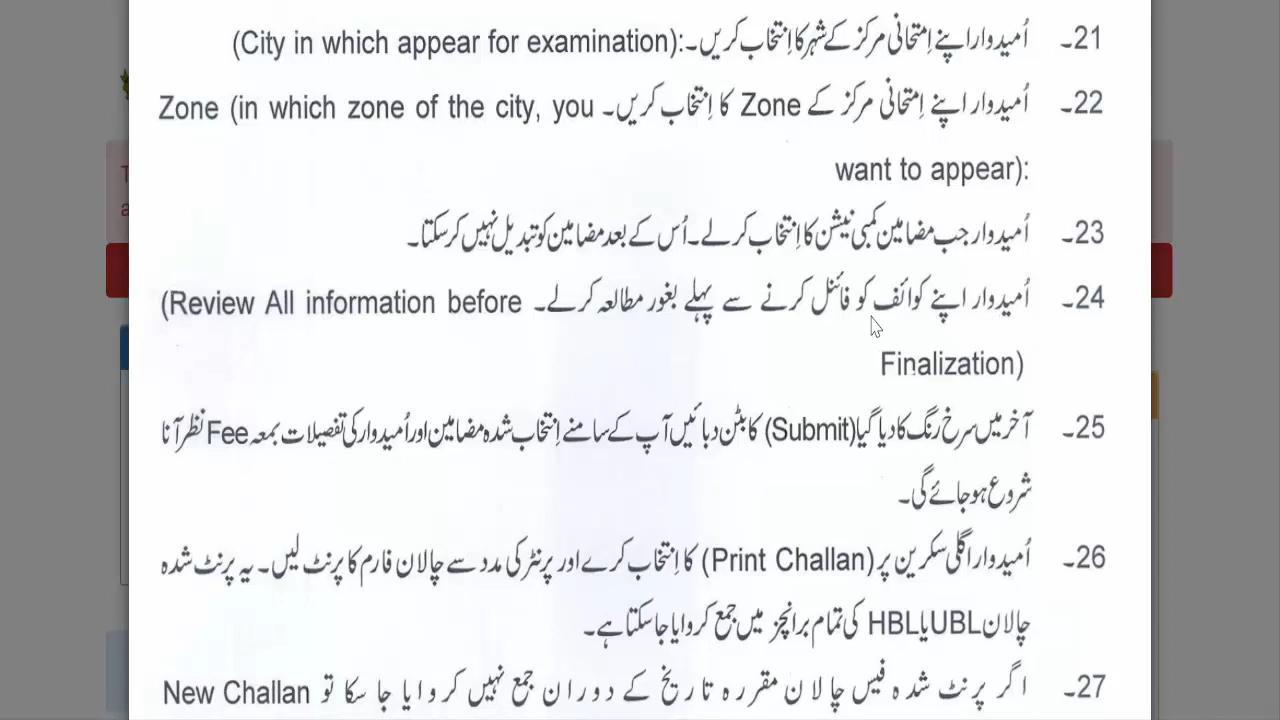 21۔ اُمیدوار اپنے اِمتحانی مرکز کے شہر کا اِنتخاب کریں۔:(City in which appear for examination)
22۔ اُمیدوار اپنے اِمتحانی مرکز کے Zone کا اِنتخاب کریں۔ Zone (in which zone of the city, you
want to appear):
23۔ اُمیدوار جب مضامین کمبی نیشن کا اِنتخاب کرلے۔ اُس کے بعد مضامین کو تبدیل نہیں کرسکتا۔
24۔ اُمیدوار اپنے کوائف کو فائنل کرنے سے پہلے بغور مطالعہ کرلے۔ (Review All information before
Finalization)
25۔ آخر میں سرخ رنگ کا دیا گیا (Submit) کا بٹن دبائیں آپ کے سامنے اِنتخاب شدہ مضامین اور اُمیدوار کی تفصیلات بمعہ Fee نظر آنا
شروع ہوجائے گی۔
26۔ اُمیدوار اگلی سکرین پر (Print Challan) کا اِنتخاب کرے اور پرنٹر کی مدد سے چالان فارم کا پرنٹ لیں۔ یہ پرنٹ شدہ
چالان UBL یا HBL کی تمام برانچز میں جمع کروایا جاسکتا ہے۔
27۔ اگر پرنٹ شدہ فیس چالان مقررہ تاریخ کے دوران جمع نہیں کروایا جا سکا تو New Challan